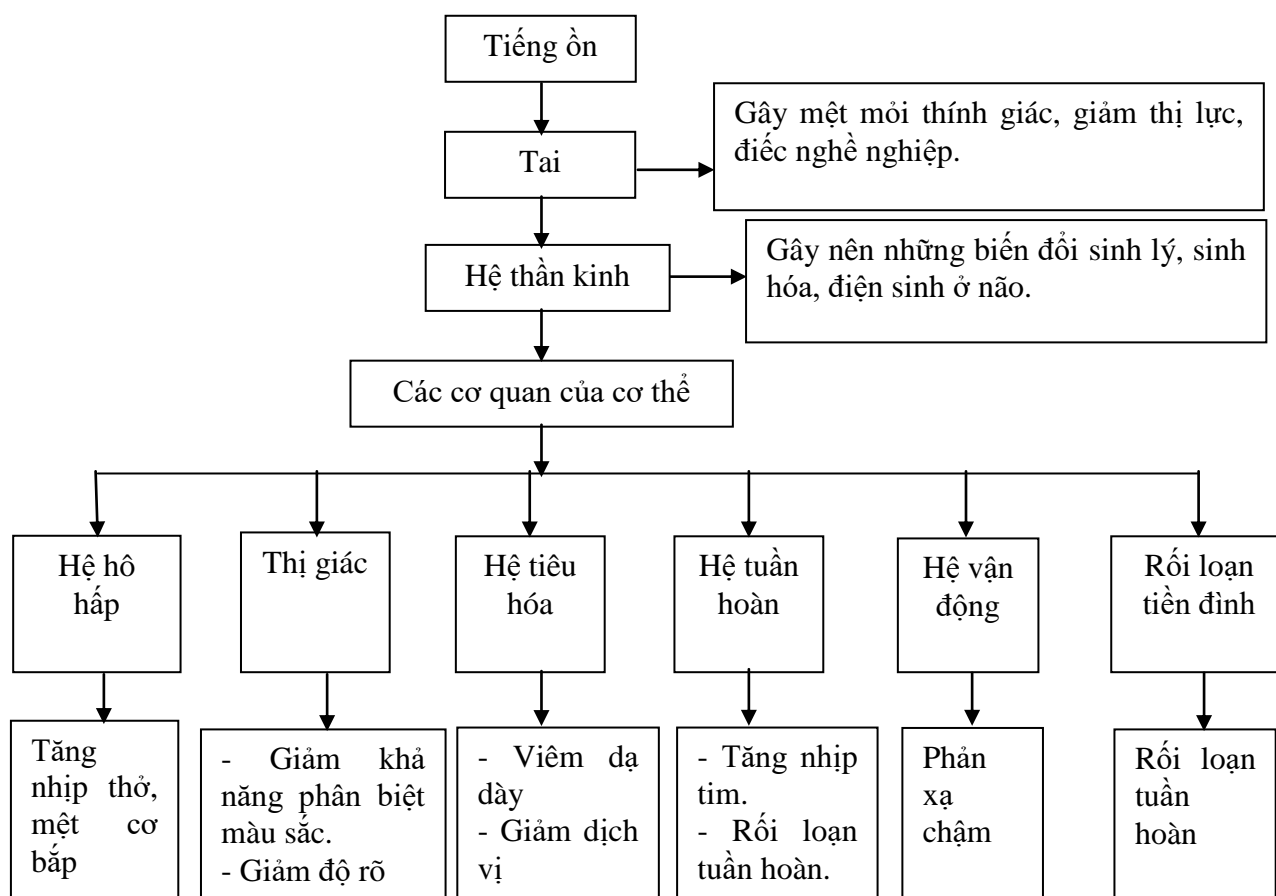 Tiếng ồn
Gây mệt mỏi thính giác, giảm thị lực,
điếc nghề nghiệp.
Tai
Gây nên những biến đổi sinh lý, sinh
hóa, điện sinh ở não.
Hệ thần kinh
Các cơ quan của cơ thể
Hệ hô
hấp
Thị giác
Hệ tiêu
hóa
Hệ tuần
hoàn
Hệ vận
động
Rối loạn
tiền đình
Tăng
nhịp thở,
mệt cơ
bắp
- Giảm khả
năng phân biệt
màu sắc.
- Giảm độ rõ
- Viêm dạ
dày
- Giảm dịch
vị
- Tăng nhịp
tim.
- Rối loạn
tuần hoàn.
Phản
xạ
chậm
Rối loạn
tuần
hoàn